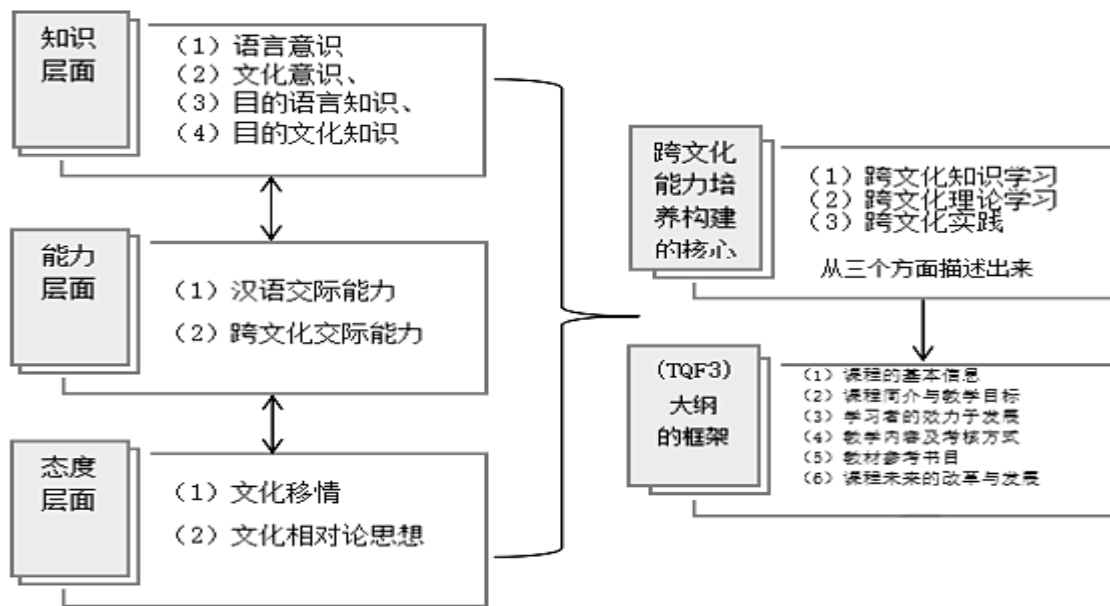 知识
层面
（1）语言意识
（2）文化意识、
（3）目的语言知识、
（4）目的文化知识
能力
层面
（1）汉语交际能力
（2）跨文化交际能力
态度
层面
（1）文化移情
（2）文化相对论思想
跨文化
能力培
养构建
的核心
（1）跨文化知识学习
（2）跨文化理论学习
（3）跨文化实践
从三个方面描述出来
(TQF3)
大纲
的框架
（1）课程的基本信息
（2）课程简介与教学目标
（3）学习者的效力于发展
（4）教学内容及考核方式
（5）教材参考书目
（6）课程未来的改革与发展